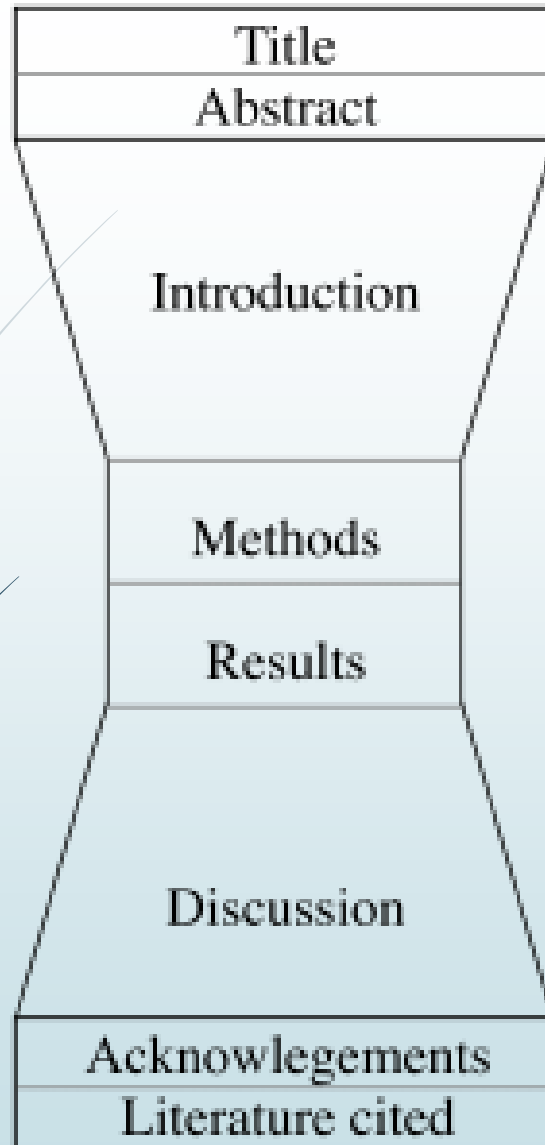 Title
Abstract
Introduction
Methods
Results
Discussion
Acknowlegements
Literature cited